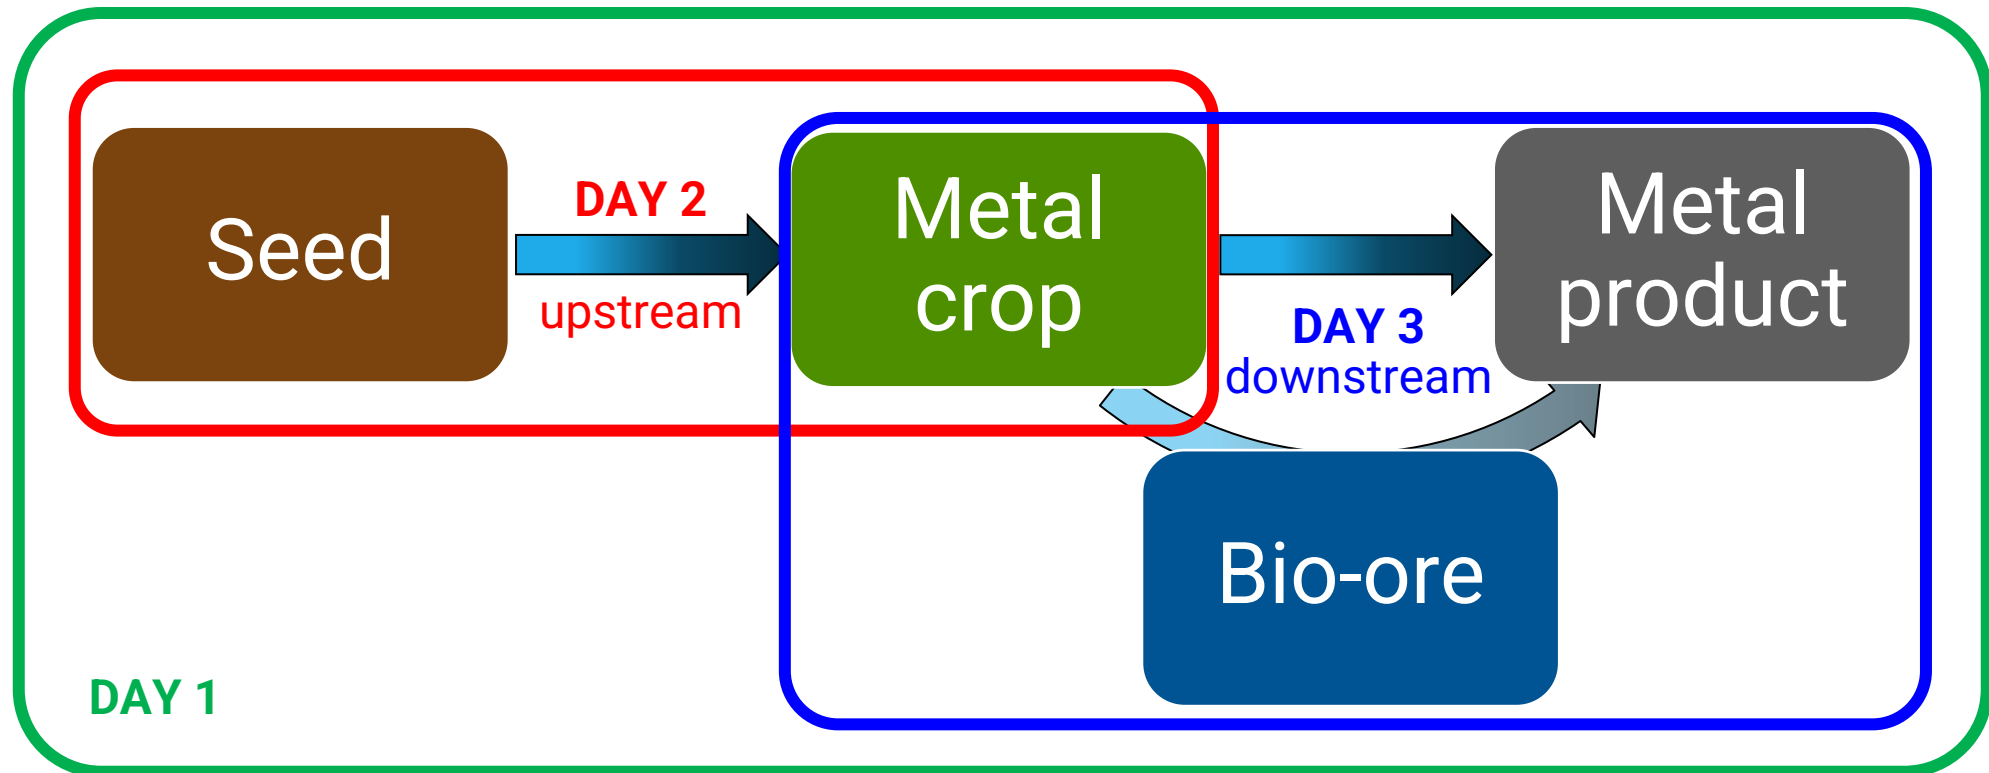 Seed
DAY 2
upstream
Metal
crop
DAY 3
downstream
Metal
product
Bio-ore
DAY 1